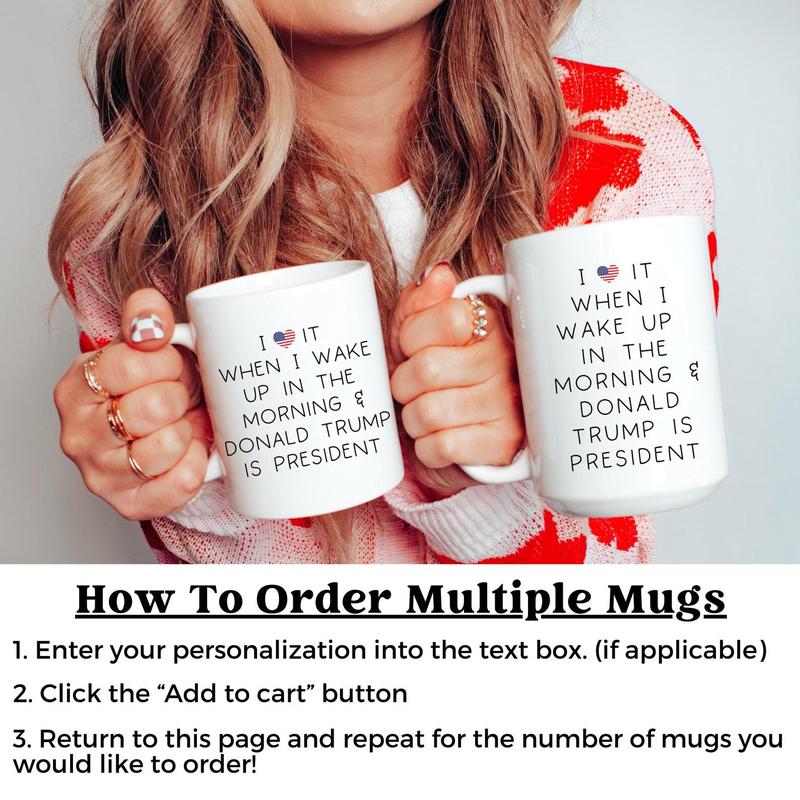 I ❤ IT
WHEN I WAKE
UP IN THE
MORNING &
DONALD TRUMP
IS PRESIDENT
I ❤ IT
WHEN I
WAKE UP
IN THE
MORNING &
DONALD
TRUMP IS
PRESIDENT
How To Order Multiple Mugs
1. Enter your personalization into the text box. (if applicable)
2. Click the “Add to cart” button
3. Return to this page and repeat for the number of mugs you
would like to order!